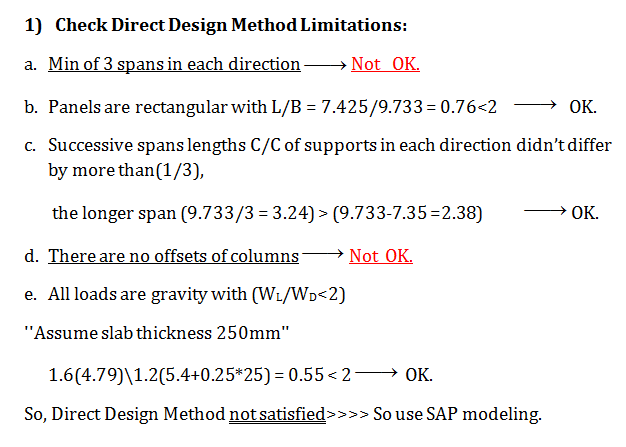 1) Check Direct Design Method Limitations:
a. Min of 3 spans in each direction → Not OK.
b. Panels are rectangular with L/B = 7.425/9.733 = 0.76<2 → OK.
c. Successive spans lengths C/C of supports in each direction didn't differ
by more than(1/3),
the longer span (9.733/3 = 3.24) > (9.733-7.35 =2.38) → OK.
d. There are no offsets of columns → Not OK.
e. All loads are gravity with (WL/WD<2)
"Assume slab thickness 250mm"
1.6(4.79)\1.2(5.4+0.25*25) = 0.55 < 2 → OK.
So, Direct Design Method not satisfied>>>> So use SAP modeling.